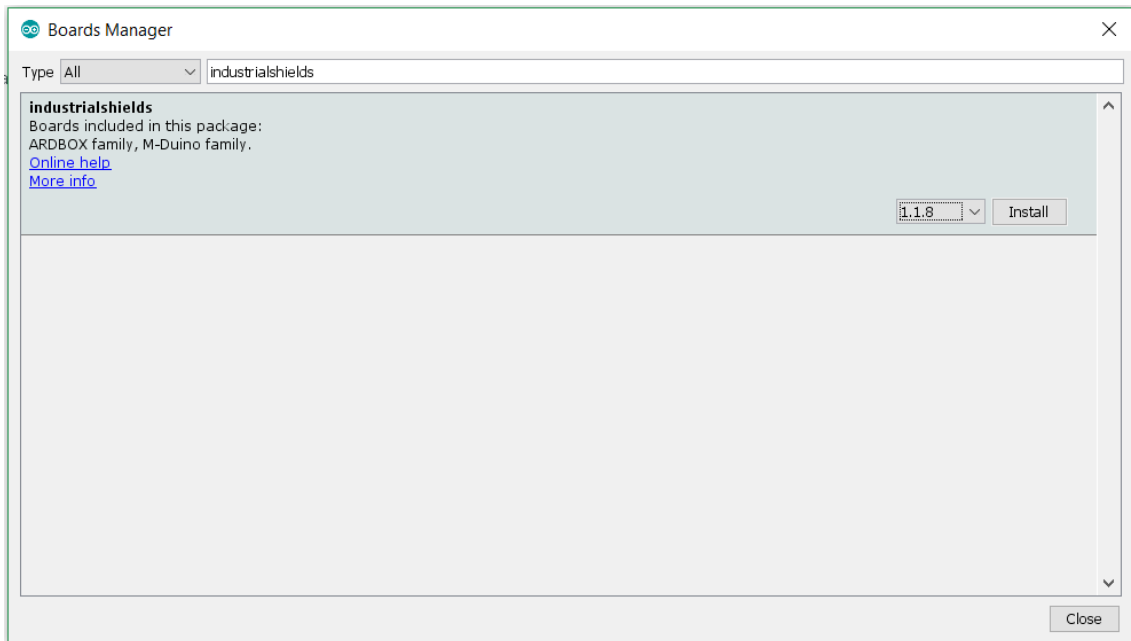 Boards Manager
Type All industrialshields
industrialshields
Boards included in this package:
ARDBOX family, M-Duino family.
Online help
More info
1.1.8 Install
Close